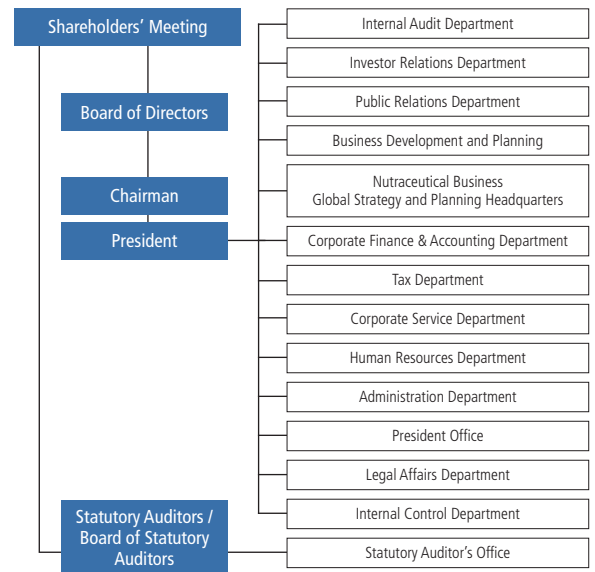 Shareholders’ Meeting
Board of Directors
Chairman
President
Statutory Auditors /
Board of Statutory
Auditors
Internal Audit Department
Investor Relations Department
Public Relations Department
Business Development and Planning
Nutraceutical Business
Global Strategy and Planning Headquarters
Corporate Finance & Accounting Department
Tax Department
Corporate Service Department
Human Resources Department
Administration Department
President Office
Legal Affairs Department
Internal Control Department
Statutory Auditor’s Office